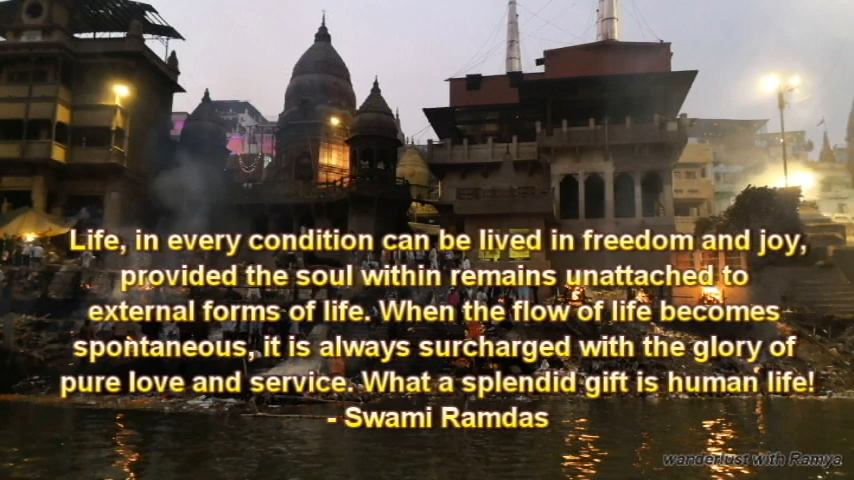 Life, in every condition can be lived in freedom and joy,
provided the soul within remains unattached to
external forms of life. When the flow of life becomes
spontaneous, it is always surcharged with the glory of
pure love and service. What a splendid gift is human life!
- Swami Ramdas
wanderlust with Ramya